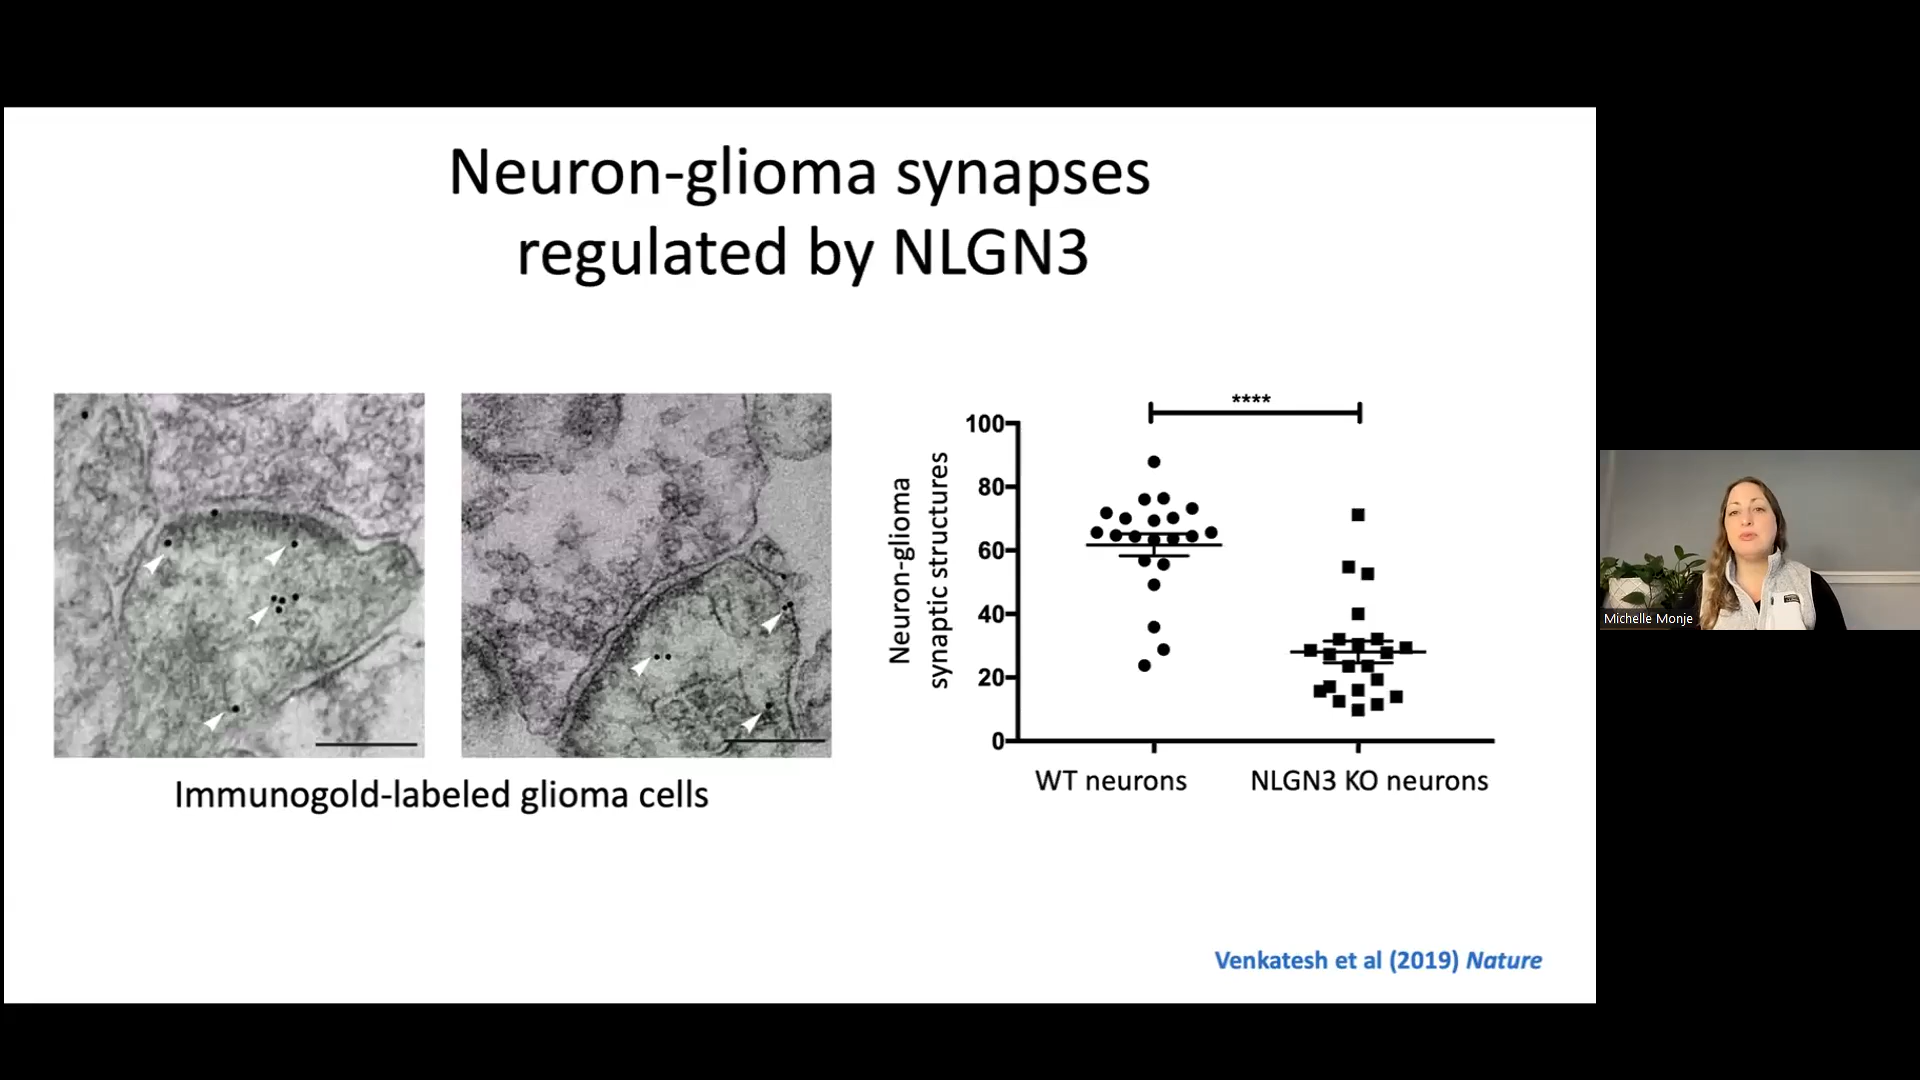 Neuron-glioma synapses
regulated by NLGN3
Immunogold-labeled glioma cells
****
Neuron-glioma
synaptic structures
100
80
60
40
20
0
WT neurons
NLGN3 KO neurons
Venkatesh et al (2019) Nature
Michelle Monje